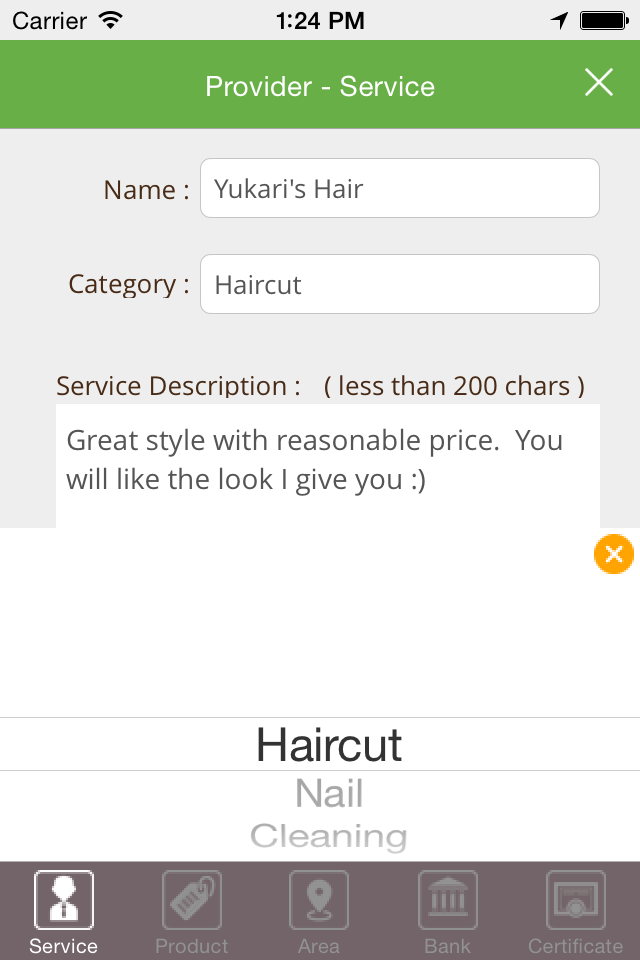 Carrier 1:24 PM
Provider - Service
Name : Yukari's Hair
Category : Haircut
Service Description : ( less than 200 chars )
Great style with reasonable price.  You
will like the look I give you :)
Haircut
Nail
Cleaning
Service Product Area Bank Certificate